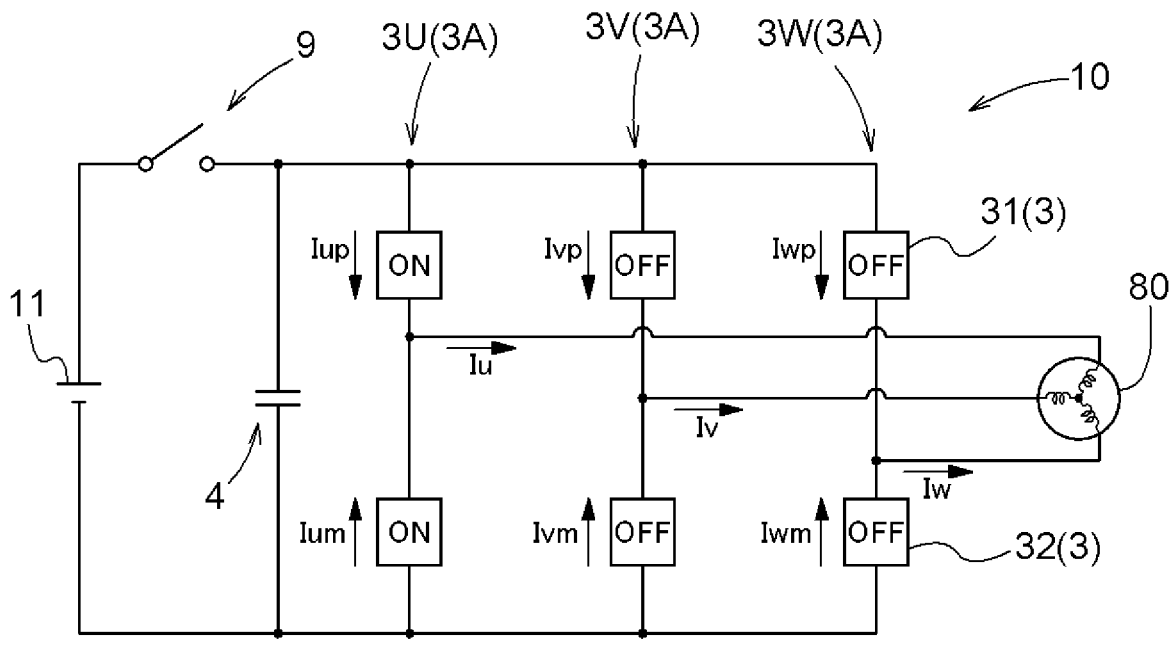 9
3U(3A)
3V(3A)
3W(3A)
10
31(3)
Iup
ON
Ivp
OFF
Iwp
OFF
80
11
Iu
Iv
Iw
4
Ium
ON
Ivm
OFF
Iwm
OFF
32(3)